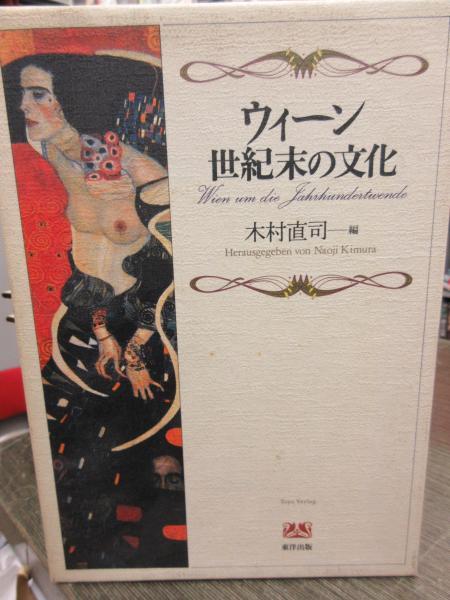 ウィーン
世紀末の文化
Wien um die Jahrhundertwende
木村直司―編
Herausgegeben von Naoji Kimura
Toyo Verlag
東洋出版